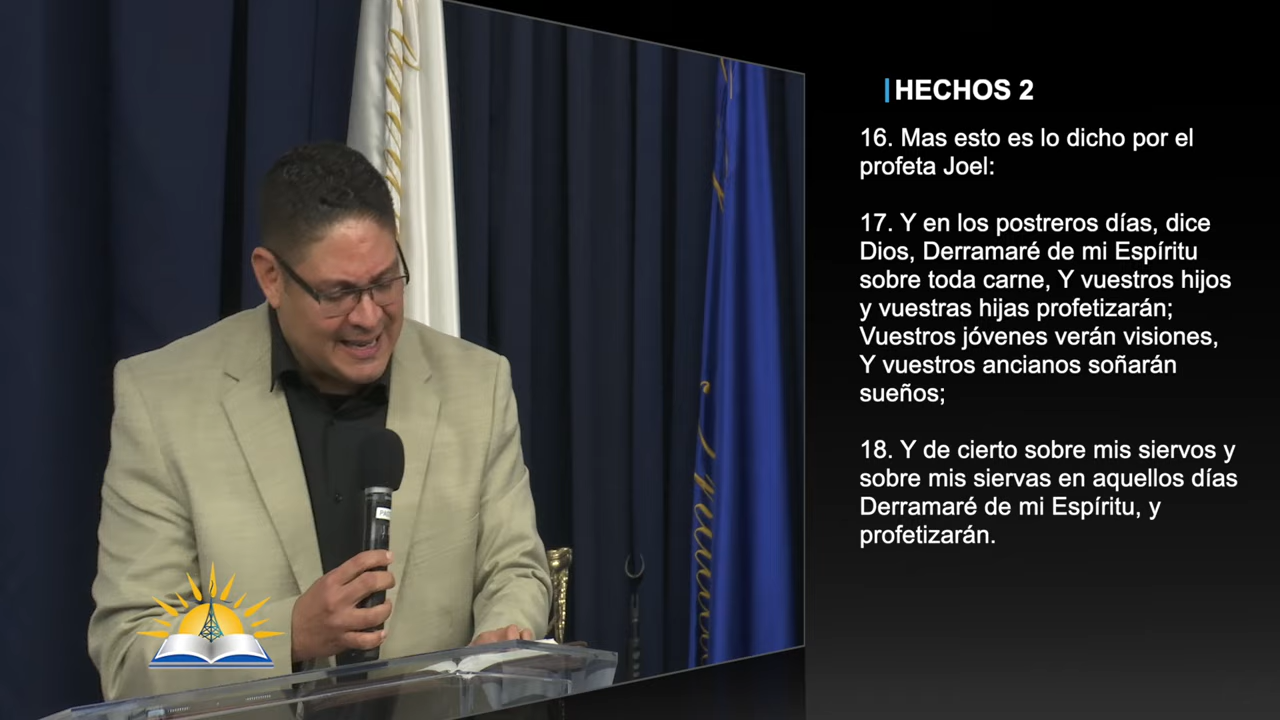 HECHOS 2
16. Mas esto es lo dicho por el
profeta Joel:
17. Y en los postreros días, dice
Dios, Derramaré de mi Espíritu
sobre toda carne, Y vuestros hijos
y vuestras hijas profetizarán;
Vuestros jóvenes verán visiones,
Y vuestros ancianos soñarán
sueños;
18. Y de cierto sobre mis siervos y
sobre mis siervas en aquellos días
Derramaré de mi Espíritu, y
profetizarán.